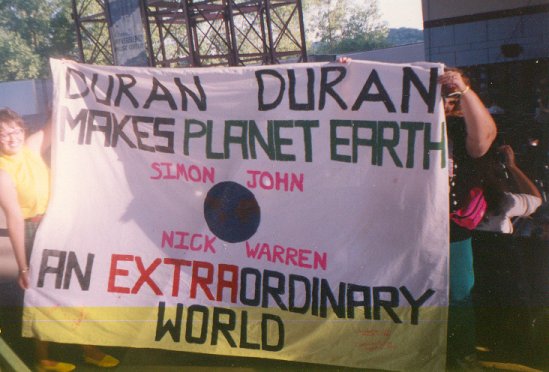 DURAN DURAN
MAKES PLANET EARTH
SIMON JOHN
NICK WARREN
AN EXTRAORDINARY
WORLD